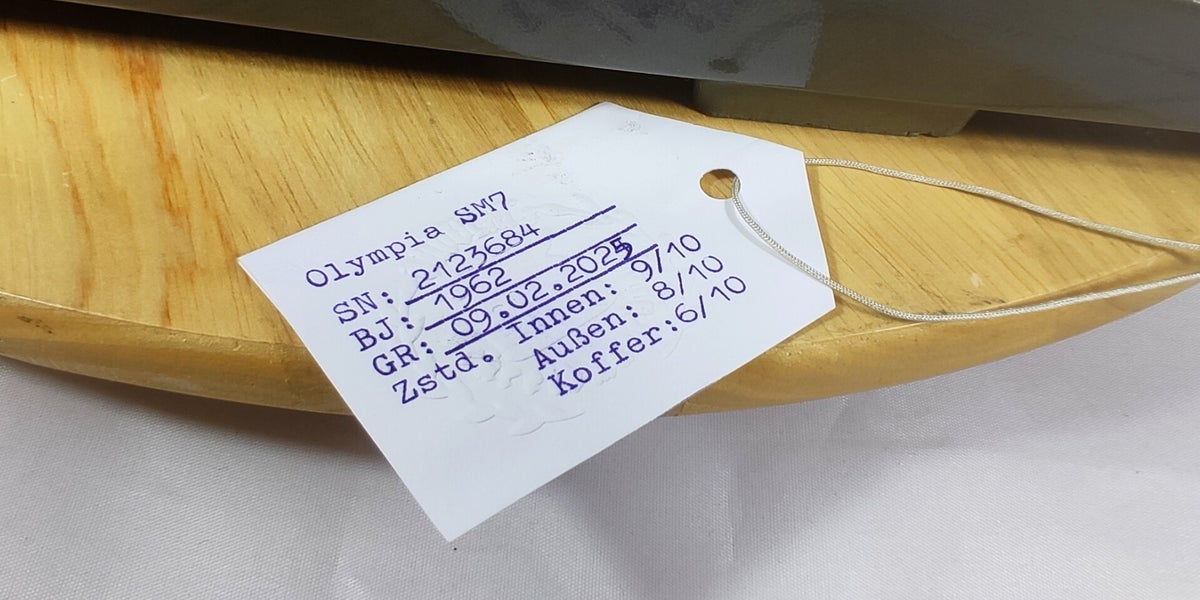 Olympia SM7
SN: 2123684
BJ: 1962
GR: 09.02.2025
Zstd. Innen: 9/10
Außen: 8/10
Koffer:6/10